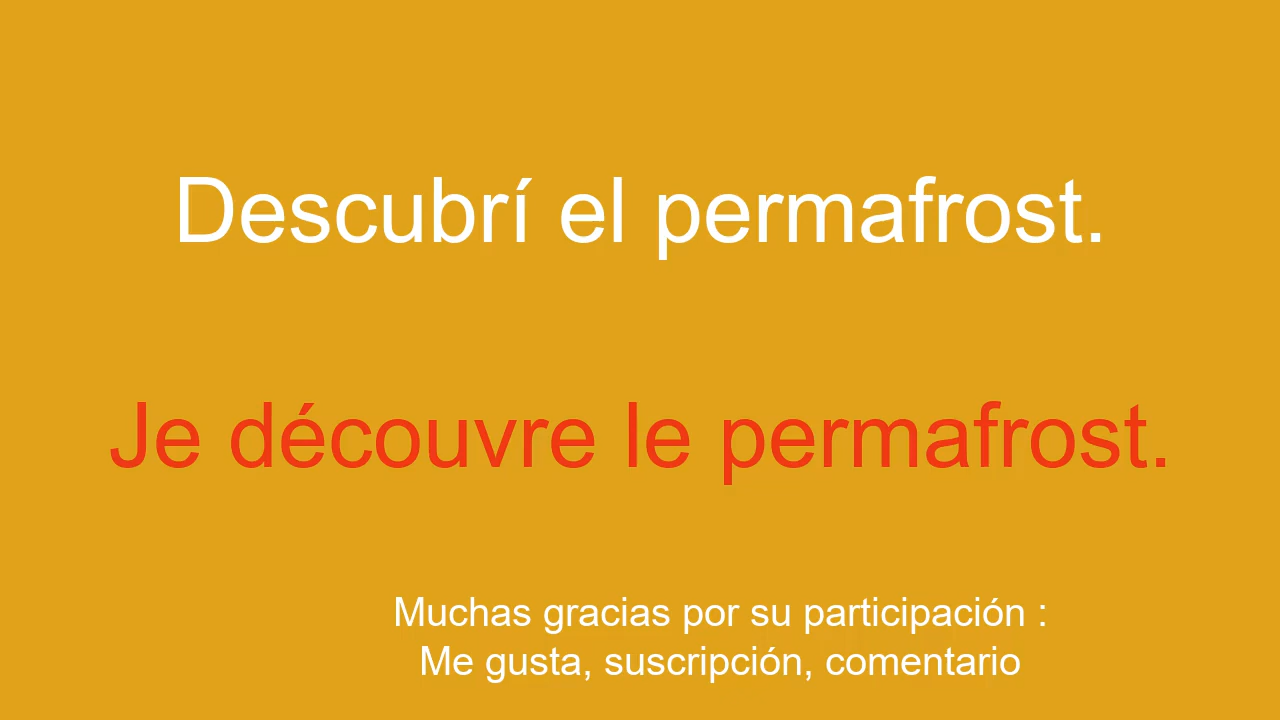 Descubrí el permafrost.
Je découvre le permafrost.
Muchas gracias por su participación :
Me gusta, suscripción, comentario